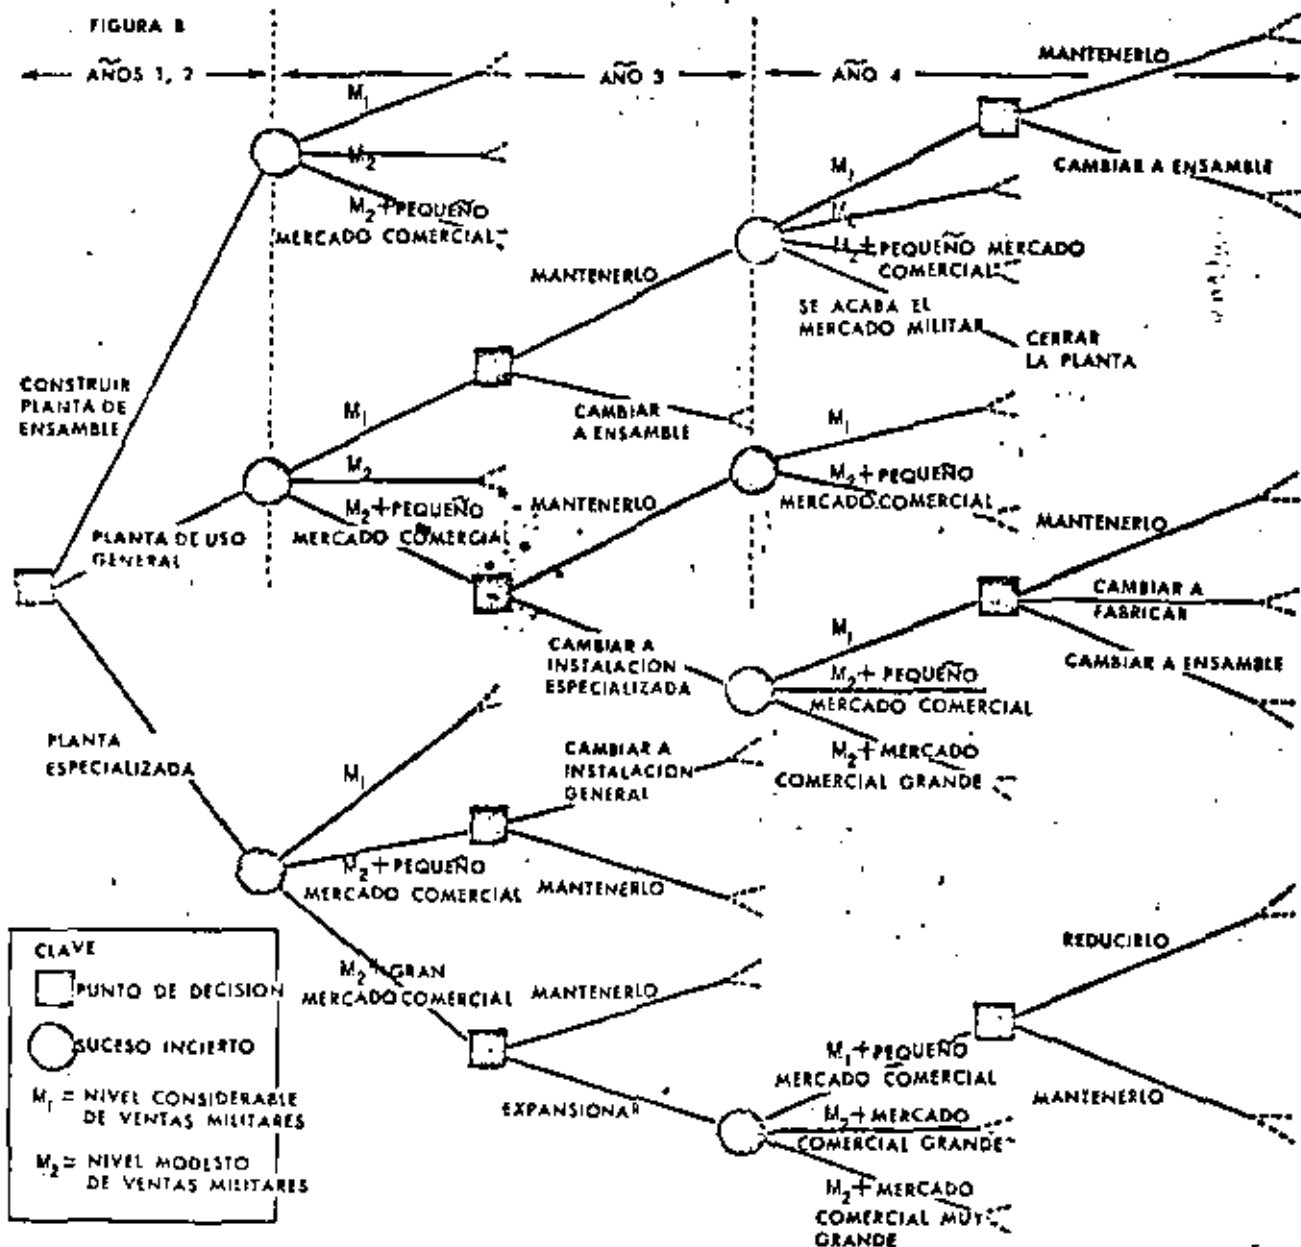 FIGURA B
AÑOS 1, 2
AÑO 3
AÑO 4
M1
M2
M2+PEQUEÑO
MERCADO COMERCIAL
CONSTRUIR
PLANTA DE
ENSAMBLE
PLANTA DE USO
GENERAL
PLANTA
ESPECIALIZADA
M1
M2
M2+PEQUEÑO
MERCADO COMERCIAL
MANTENERLO
CAMBIAR
A ENSAMBLE
MANTENERLO
CAMBIAR A
INSTALACION
ESPECIALIZADA
M1
M2+PEQUEÑO
MERCADO COMERCIAL
M2+GRAN
MERCADO COMERCIAL
CAMBIAR A
INSTALACION
GENERAL
MANTENERLO
MANTENERLO
EXPANSIONAR
M1
M2+PEQUEÑO MERCADO
COMERCIAL
SE ACABA EL
MERCADO MILITAR
CERRAR
LA PLANTA
MANTENERLO
CAMBIAR A ENSAMBLE
M1
M2+PEQUEÑO
MERCADO COMERCIAL
M1
M2+PEQUEÑO
MERCADO COMERCIAL
M2+MERCADO
COMERCIAL GRANDE
MANTENERLO
CAMBIAR A
FABRICAR
CAMBIAR A ENSAMBLE
M1+PEQUEÑO
MERCADO COMERCIAL
M2+MERCADO
COMERCIAL GRANDE
M2+MERCADO
COMERCIAL MUY
GRANDE
REDUCIRLO
MANTENERLO
CLAVE
PUNTO DE DECISION
SUCESO INCIERTO
M1 = NIVEL CONSIDERABLE
DE VENTAS MILITARES
M2 = NIVEL MODESTO
DE VENTAS MILITARES